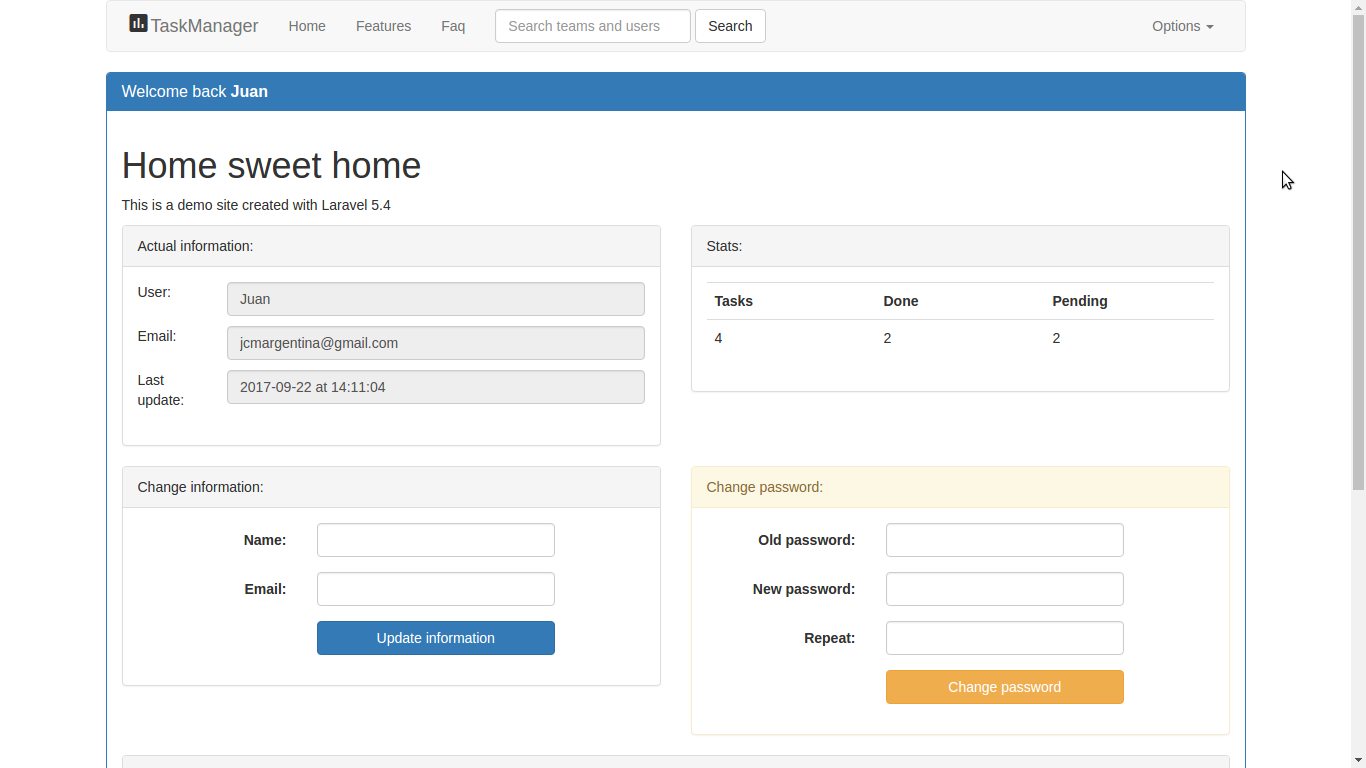 TaskManager Home Features Faq Search teams and users Search Options
Welcome back Juan
Home sweet home
This is a demo site created with Laravel 5.4
Actual information:
User: Juan
Email: jcmargentina@gmail.com
Last update: 2017-09-22 at 14:11:04
Stats:
Tasks Done Pending
4 2 2
Change information:
Name:
Email:
Update information
Change password:
Old password:
New password:
Repeat:
Change password